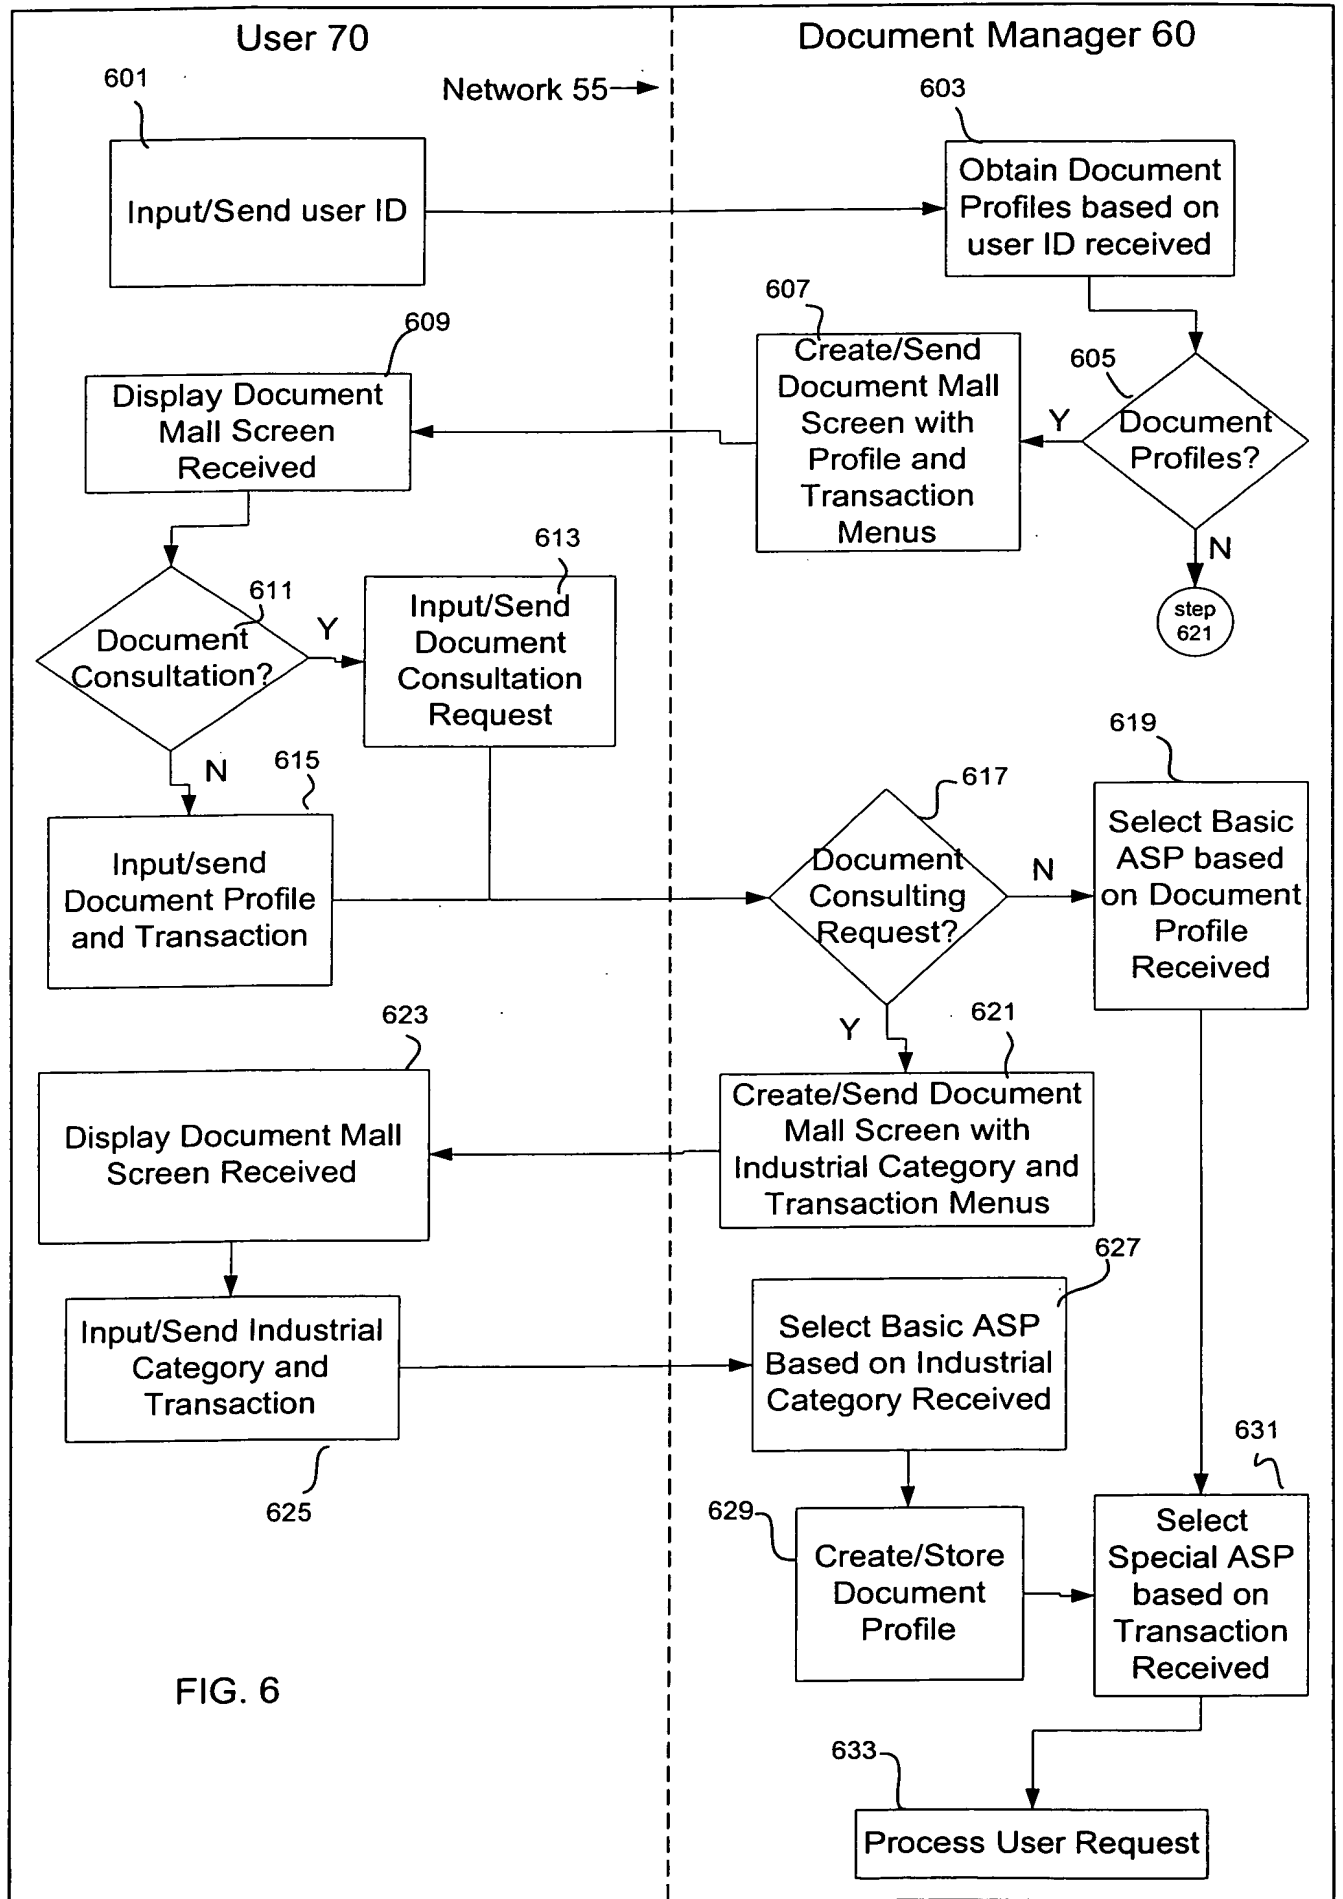 User 70
Document Manager 60
Network 55
601
Input/Send user ID
603
Obtain Document
Profiles based on
user ID received
605
Document
Profiles?
Y
N
step
621
607
Create/Send
Document Mall
Screen with
Profile and
Transaction
Menus
609
Display Document
Mall Screen
Received
611
Document
Consultation?
Y
N
613
Input/Send
Document
Consultation
Request
615
Input/send
Document Profile
and Transaction
617
Document
Consulting
Request?
N
Y
619
Select Basic
ASP based
on Document
Profile
Received
621
Create/Send Document
Mall Screen with
Industrial Category and
Transaction Menus
623
Display Document Mall
Screen Received
Input/Send Industrial
Category and
Transaction
625
627
Select Basic ASP
Based on Industrial
Category Received
629
Create/Store
Document
Profile
631
Select
Special ASP
based on
Transaction
Received
633
Process User Request
FIG. 6